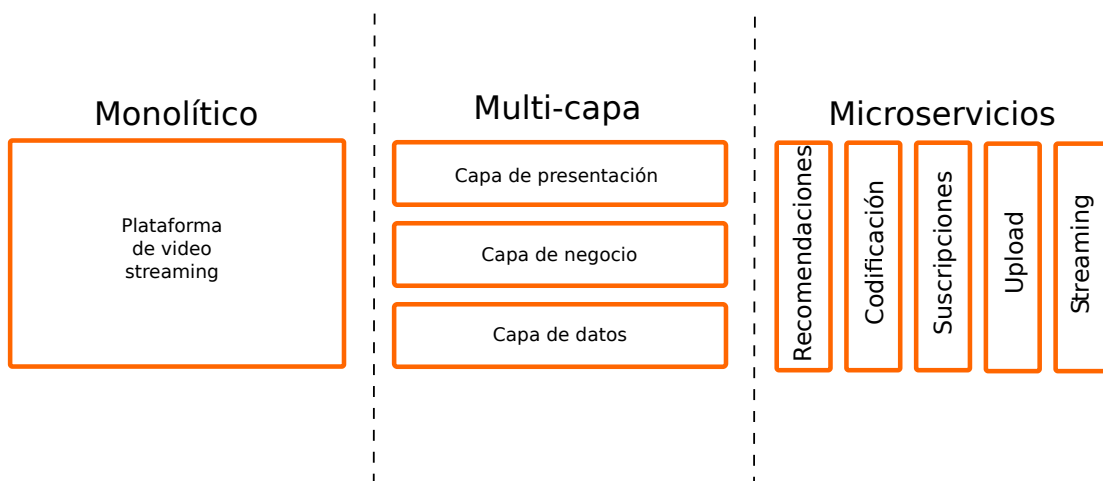 Monolítico
Plataforma
de video
streaming
Multi-capa
Capa de presentación
Capa de negocio
Capa de datos
Microservicios
Recomendaciones
Codificación
Suscripciones
Upload
Streaming